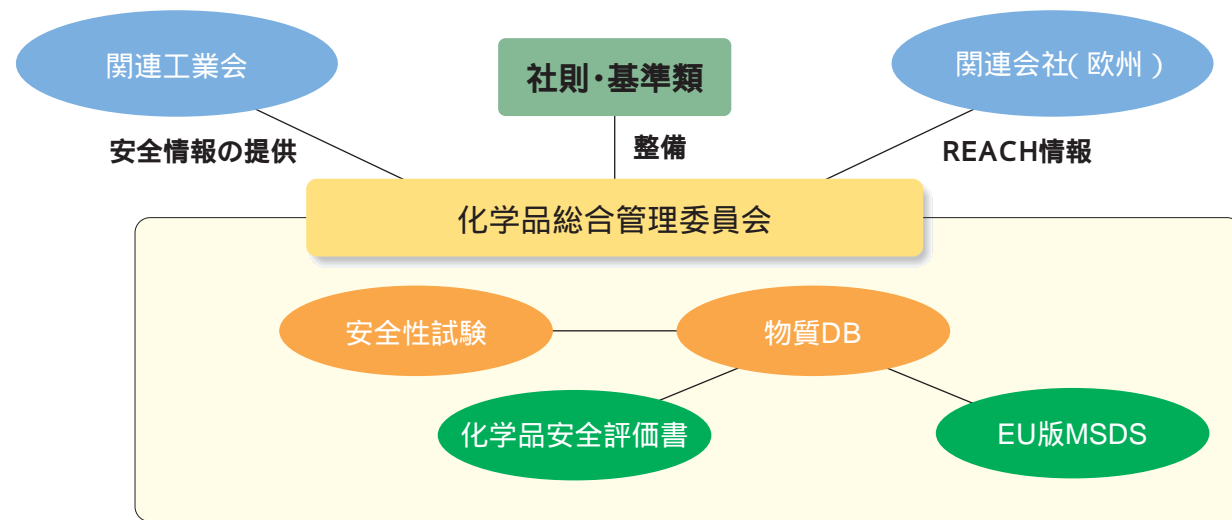 関連工業会
社則・基準類
関連会社( 欧州 )
安全情報の提供
整備
REACH情報
化学品総合管理委員会
安全性試験
物質DB
化学品安全評価書
EU版MSDS